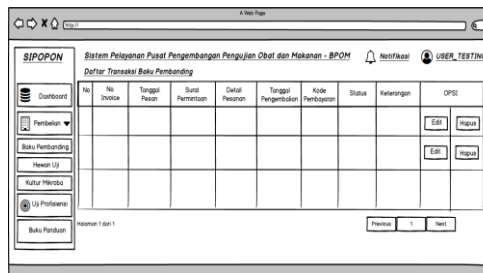 A Web Page
http://
SIPOPON
Sistem Pelayanan Pusat Pengembangan Pengujian Obat dan Makanan - BPOM
Notifikasi
USER_TESTING
Daftar Transaksi Baku Pembanding
Dashboard
Pembelian
Baku Pembanding
Hewan Uji
Kultur Mikroba
Uji Profisiensi
Buku Panduan
No
No. Invoice
Tanggal Pesan
Surat Permintaan
Detail Pesanan
Tanggal Pengembalian
Kode Pembayaran
Status
Keterangan
OPSI
Edit
Hapus
Edit
Hapus
Halaman 1 dari 1
Previous
1
Next